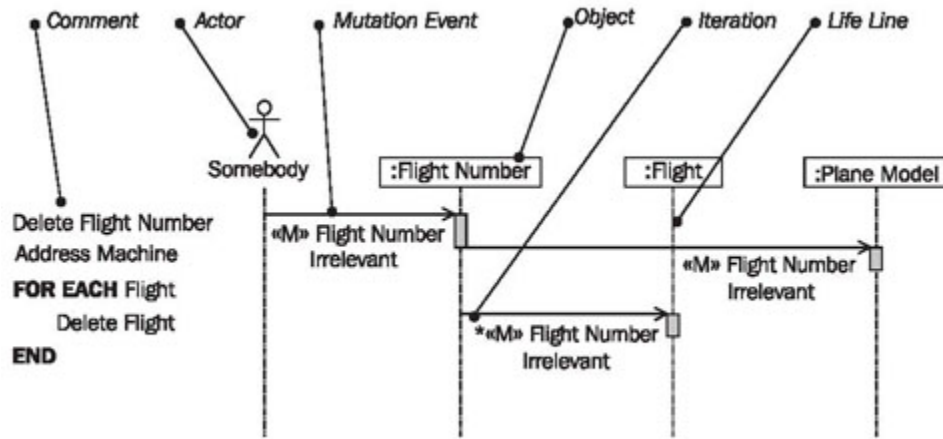 Comment
Actor
Mutation Event
Object
Iteration
Life Line
Somebody
:Flight Number
:Flight
:Plane Model
Delete Flight Number
Address Machine
FOR EACH Flight
Delete Flight
END
«M» Flight Number
Irrelevant
«M» Flight Number
Irrelevant
*«M» Flight Number
Irrelevant